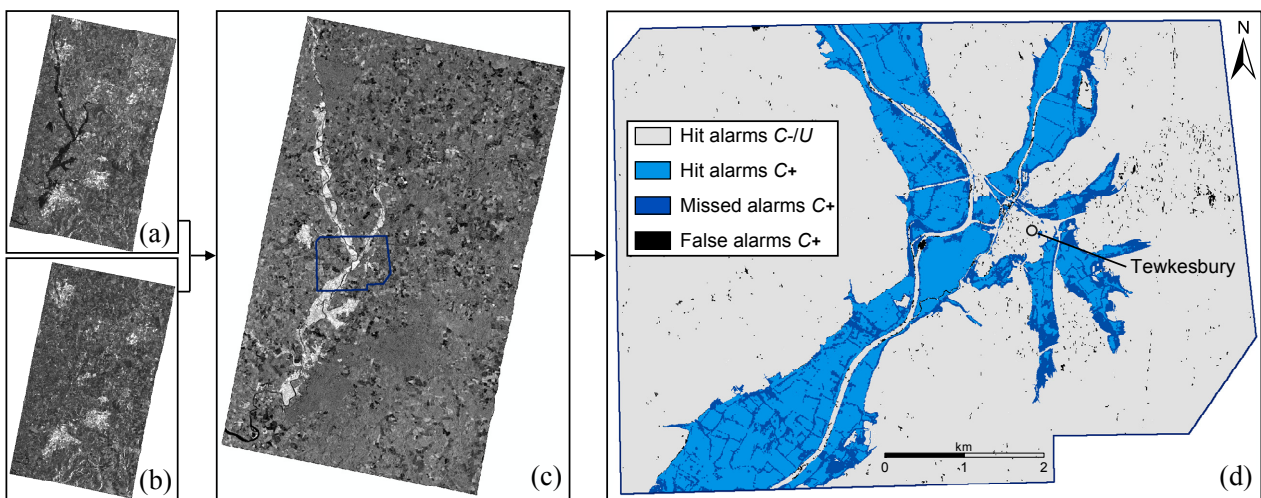 (a)
(b)
(c)
N
Hit alarms C-/U
Hit alarms C+
Missed alarms C+
False alarms C+
Tewkesbury
km
0 1 2
(d)